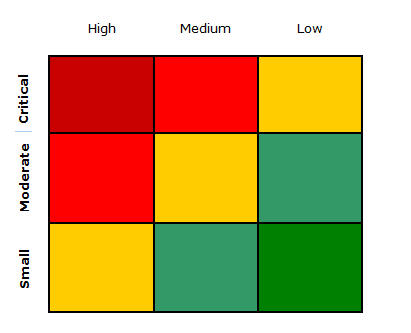 High Medium Low
Critical
Moderate
Small